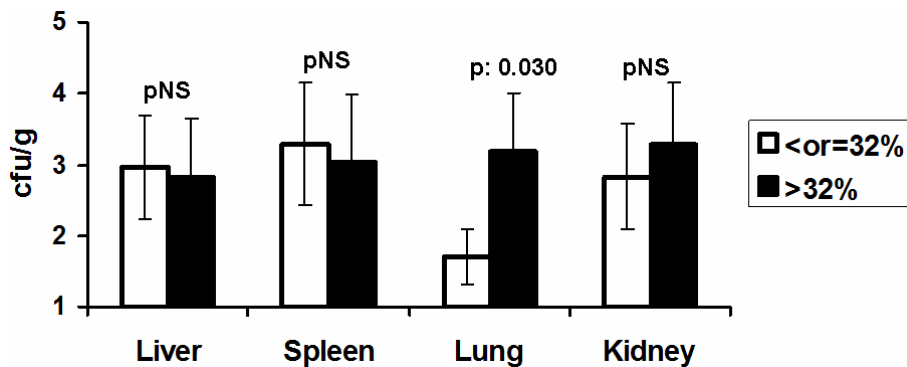 5
4
3
2
1
cfu/g
pNS
pNS
p: 0.030
pNS
<or=32%
>32%
Liver
Spleen
Lung
Kidney